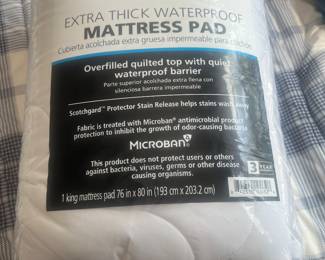 EXTRA THICK WATERPROOF
MATTRESS PAD
Cubierta acolchada extra gruesa impermeable para colchón
Overfilled quilted top with quiet
waterproof barrier
Parte superior acolchada extra llena con
silenciosa barrera impermeable
Scotchgard™ Protector Stain Release helps stains wash away
Fabric is treated with Microban® antimicrobial product
protection to inhibit the growth of odor-causing bacteria
MICROBAN®
This product does not protect users or others
against bacteria, viruses, germs or other disease
causing organisms.
3 YEAR
1 king mattress pad 76 in x 80 in (193 cm x 203.2 cm)